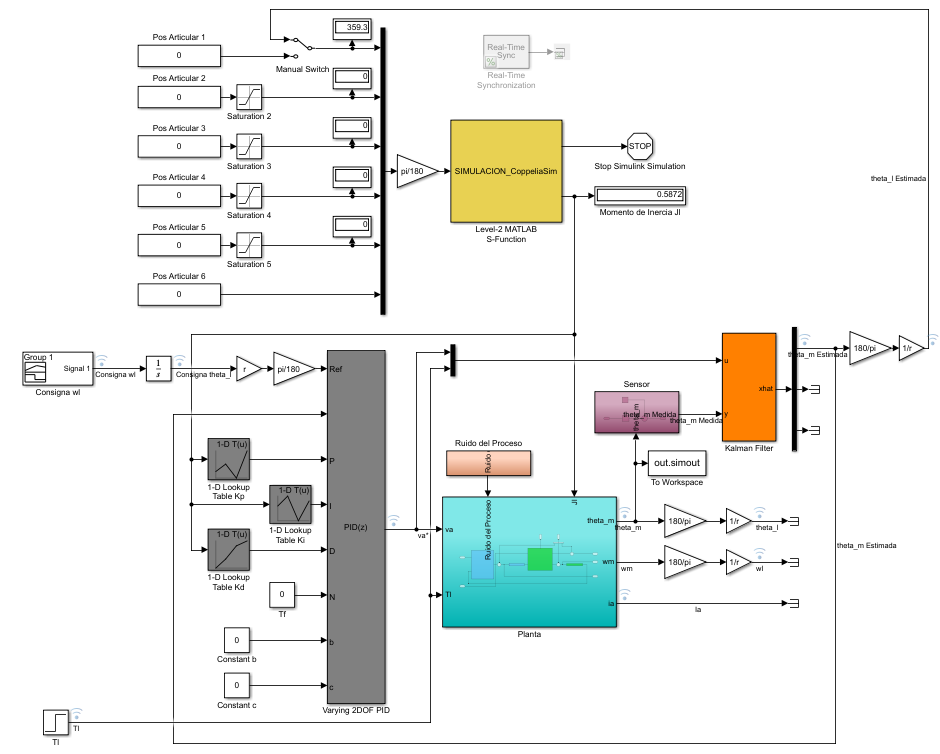 Pos Articular 1
0
359.3
Manual Switch
Pos Articular 2
0
0
Saturation 2
Pos Articular 3
0
0
Saturation 3
Pos Articular 4
0
0
Saturation 4
Pos Articular 5
0
0
Saturation 5
Pos Articular 6
0
pi/180
Real-Time
Sync
Real-Time
Synchronization
SIMULACION_CoppeliaSim
Level-2 MATLAB
S-Function
STOP
Stop Simulink Simulation
0.5872
Momento de Inercia Jl
theta_l Estimada
Group 1
Signal 1
Consigna wl
Consigna wl
1
s
Consigna theta_l
r
pi/180
Ref
P
I
D
N
b
c
PID(z)
Varying 2DOF PID
1-D T(u)
1-D Lookup
Table Kp
1-D T(u)
1-D Lookup
Table Ki
1-D T(u)
1-D Lookup
Table Kd
0
Tf
0
Constant b
0
Constant c
Tl
Tl
va*
Ruido del Proceso
Ruido
Sensor
theta_m
theta_m Medida
theta_m Medida
out.simout
To Workspace
u
y
xhat
Kalman Filter
theta_m Estimada
180/pi
1/r
va
Tl
Ruido del Proceso
Jl
theta_m
wm
ia
Planta
theta_m
180/pi
1/r
theta_l
wm
180/pi
1/r
wl
Ia
theta_m Estimada